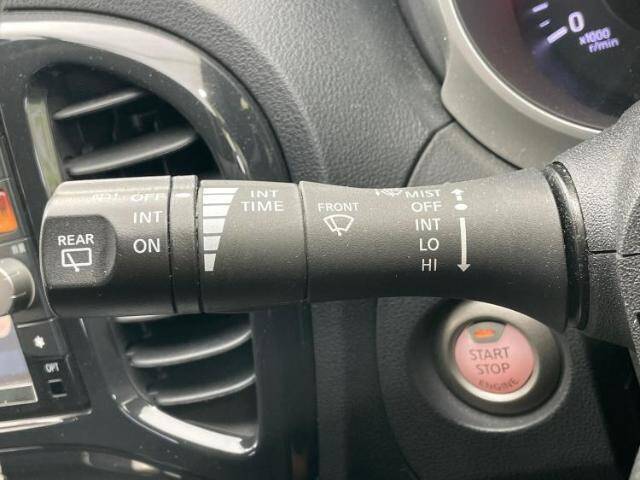 0
x1000
r/min
OFF
INT
ON
REAR
INT
TIME
FRONT
MIST
OFF
INT
LO
HI
START
STOP
ENGINE